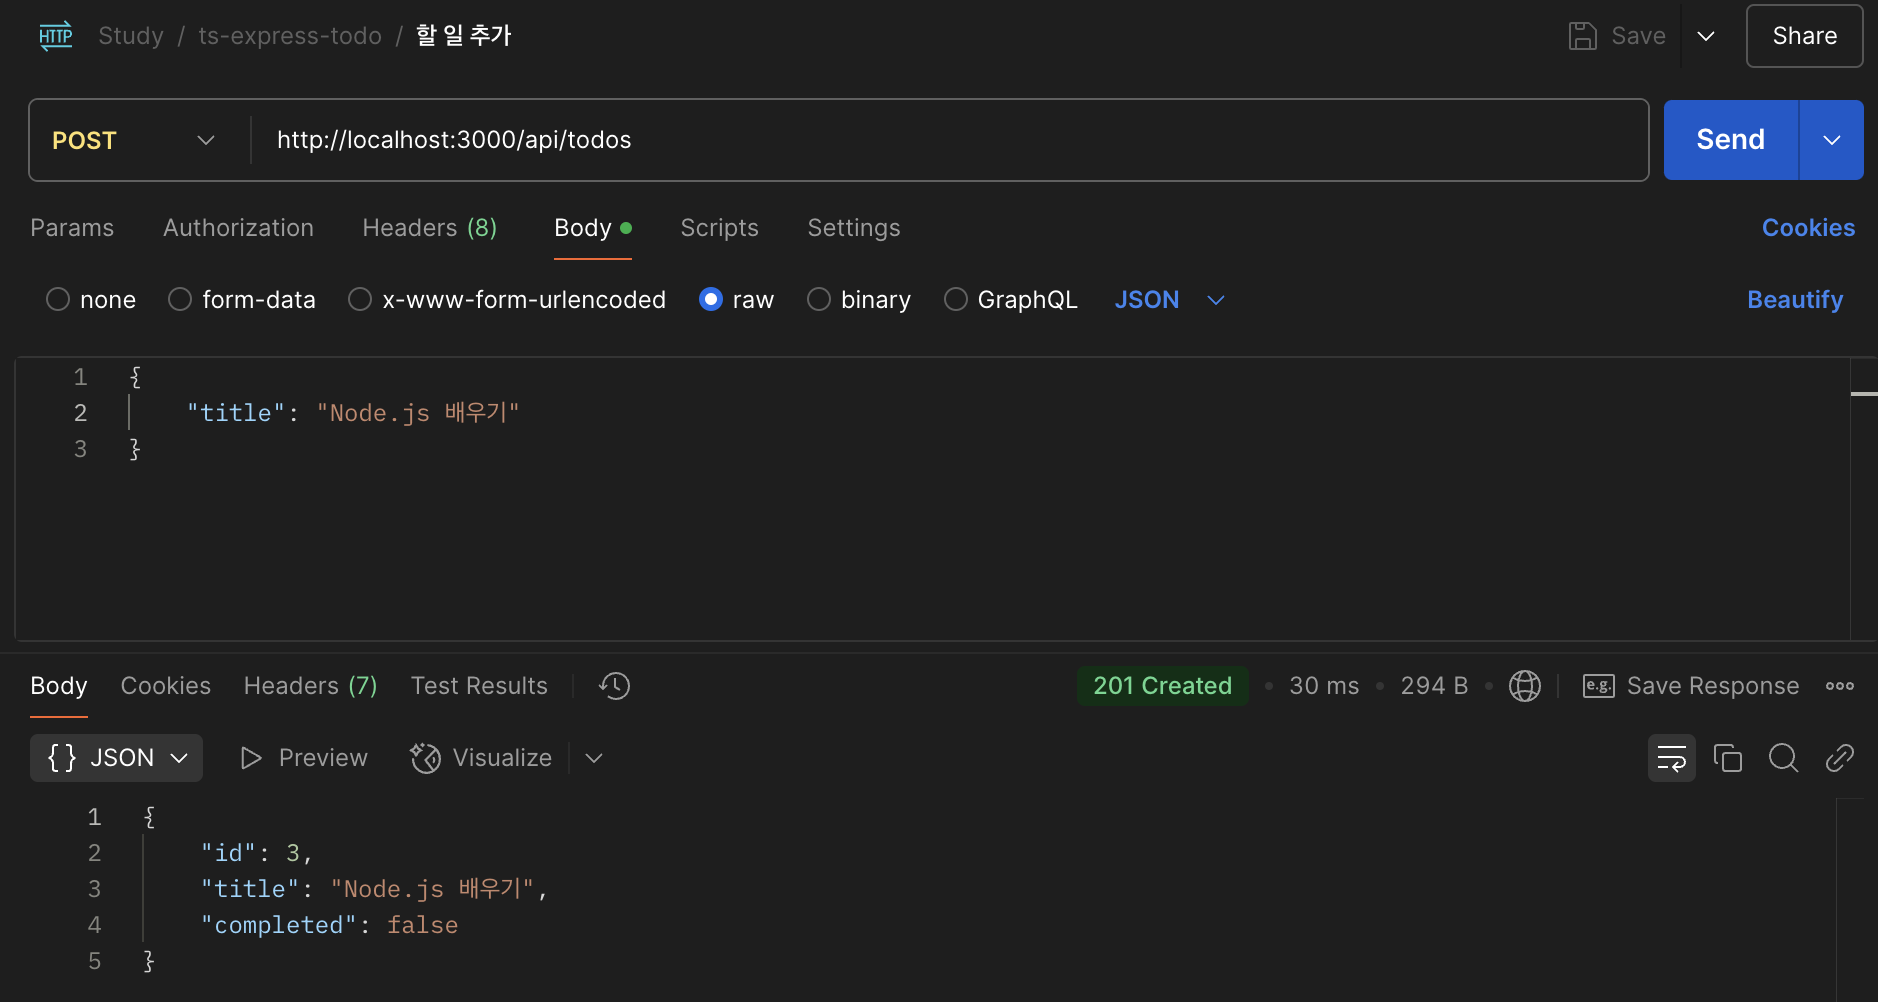 HTTP Study / ts-express-todo / 할 일 추가 Save Share
POST http://localhost:3000/api/todos Send
Params Authorization Headers (8) Body Scripts Settings Cookies
none form-data x-www-form-urlencoded raw binary GraphQL JSON Beautify
1 {
2 "title": "Node.js 배우기"
3 }
Body Cookies Headers (7) Test Results 201 Created • 30 ms • 294 B • e.g. Save Response
{} JSON Preview Visualize
1 {
2 "id": 3,
3 "title": "Node.js 배우기",
4 "completed": false
5 }